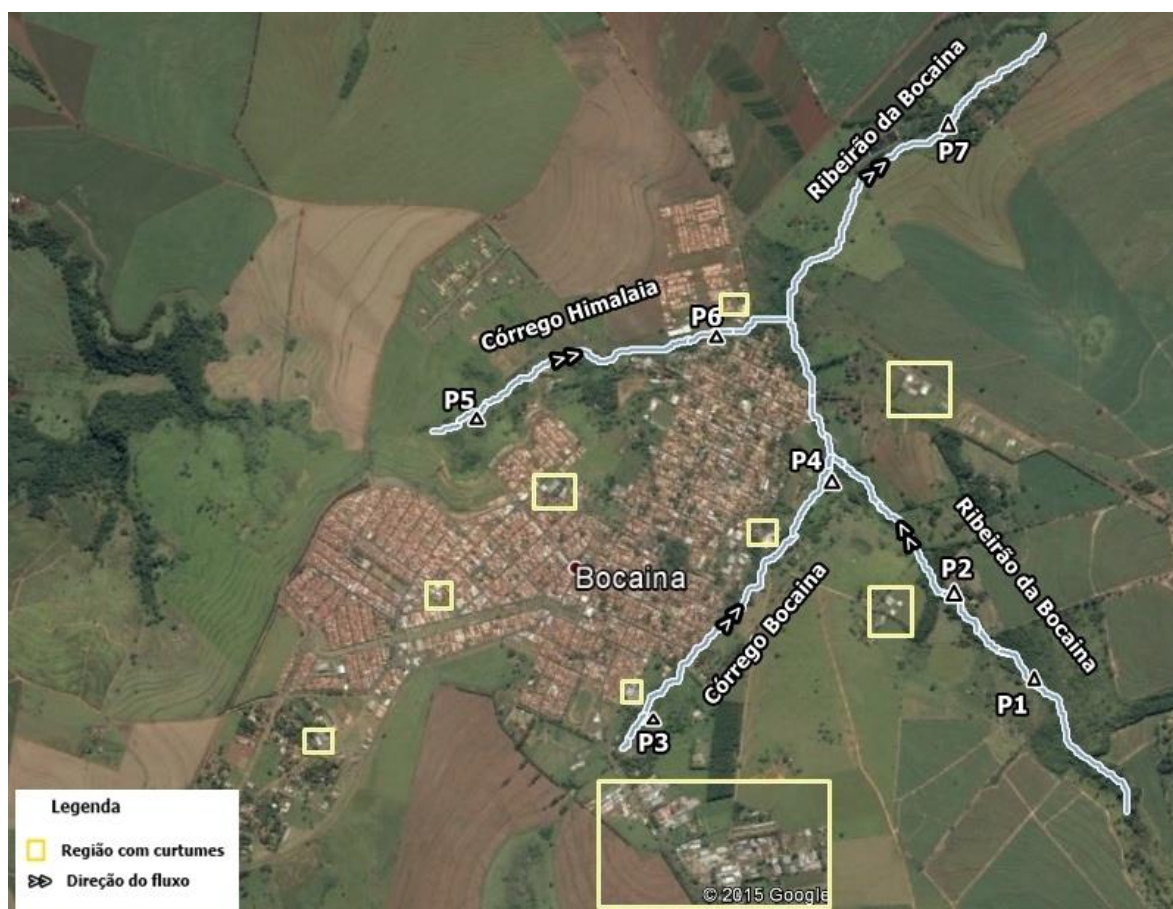 Ribeirão da Bocaina
P7
Córrego Himalaia
P6
>>
>>
P5
P4
Ribeirão da Bocaina
>>
P2
Bocaina
>>
Córrego Bocaina
P1
P3
Legenda
Região com curtumes
>> Direção do fluxo
© 2015 Google